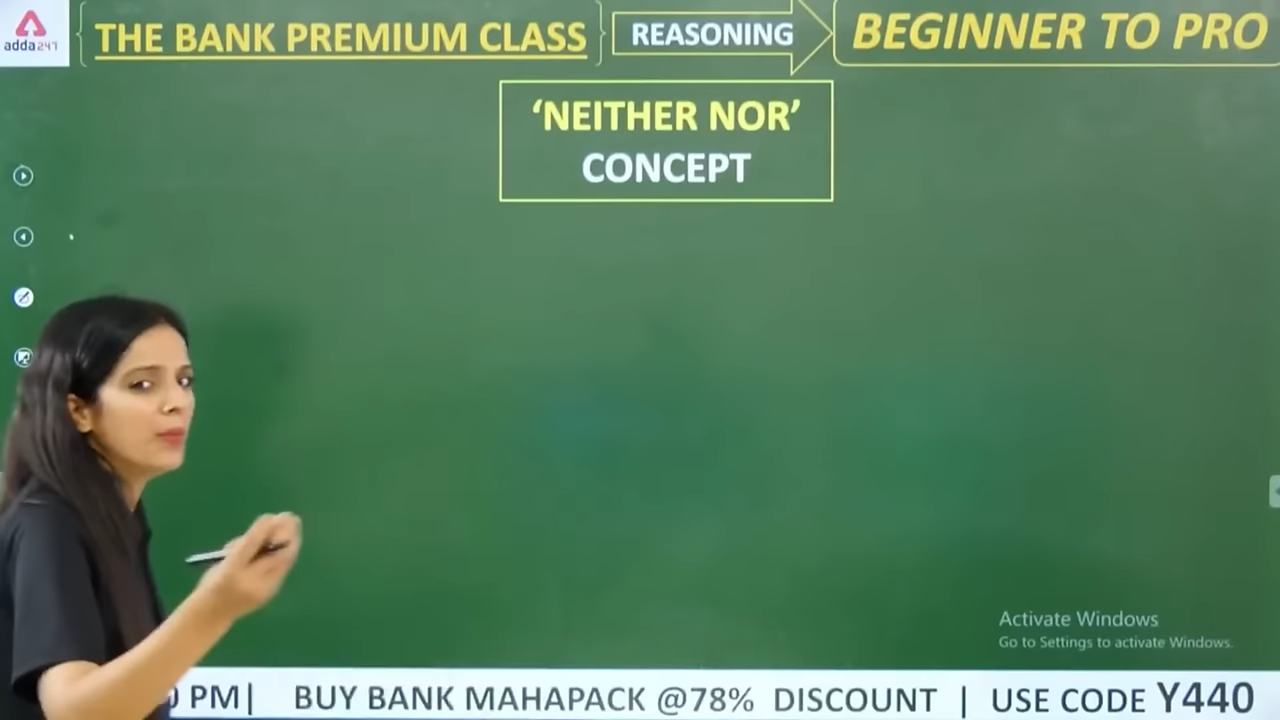 adda247
THE BANK PREMIUM CLASS
REASONING
BEGINNER TO PRO
‘NEITHER NOR’
CONCEPT
Activate Windows
Go to Settings to activate Windows.
PM| BUY BANK MAHAPACK @78% DISCOUNT | USE CODE Y440